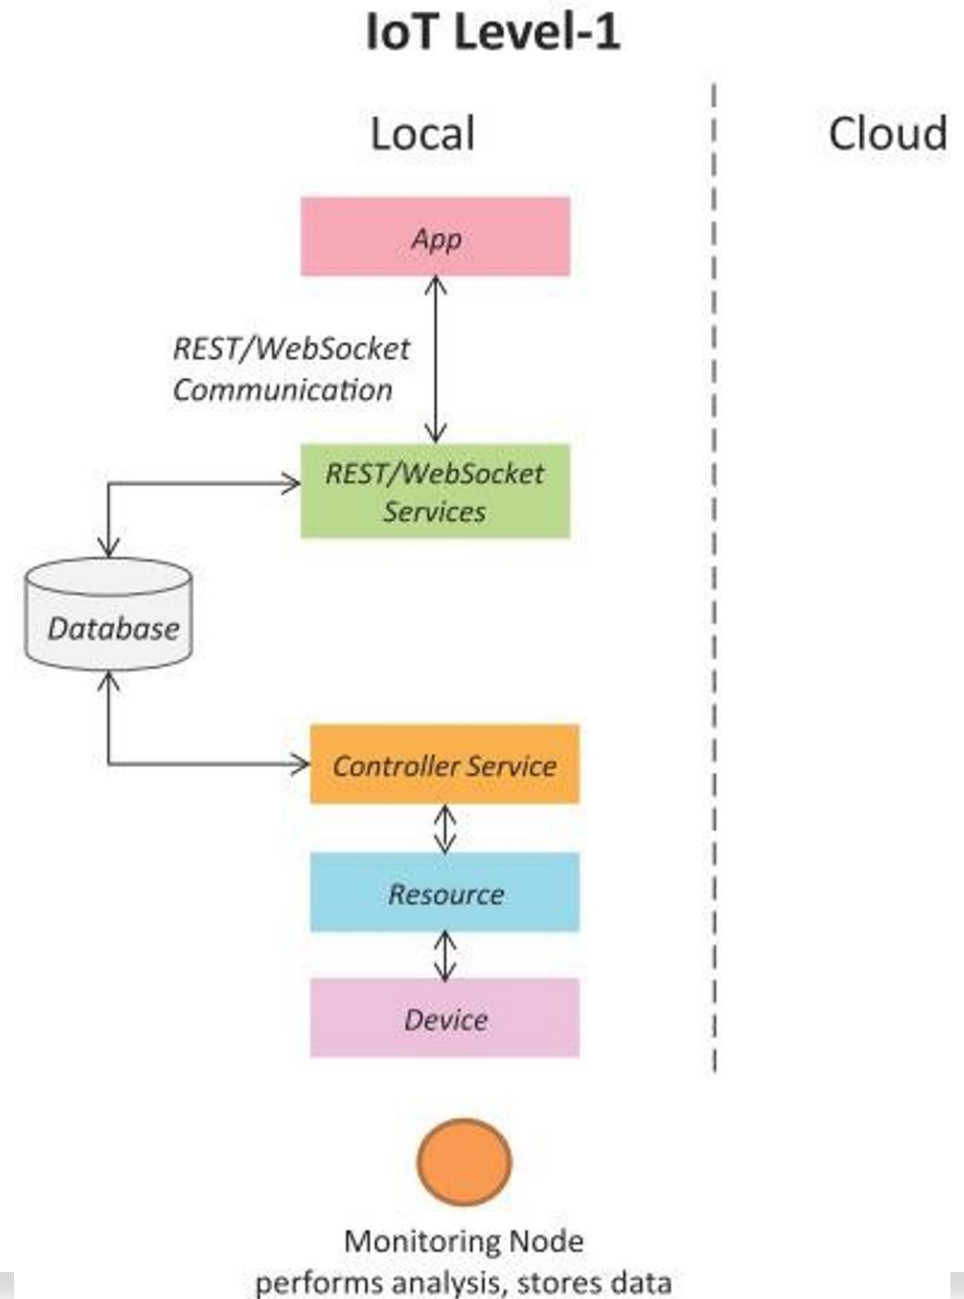 IoT Level-1
Local
Cloud
App
REST/WebSocket
Communication
REST/WebSocket
Services
Database
Controller Service
Resource
Device
Monitoring Node
performs analysis, stores data